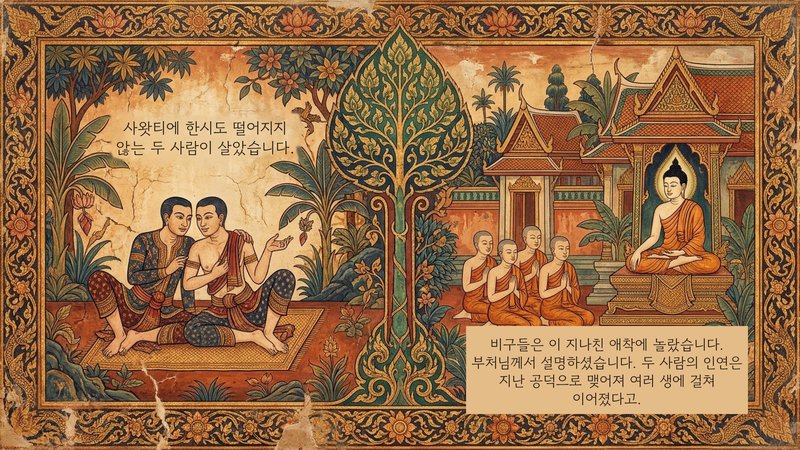 사왓티에 한시도 떨어지지
않는 두 사람이 살았습니다.
비구들은 이 지나친 애착에 놀랐습니다.
부처님께서 설명하셨습니다. 두 사람의 인연은
지난 공덕으로 맺어져 여러 생에 걸쳐
이어졌다고.